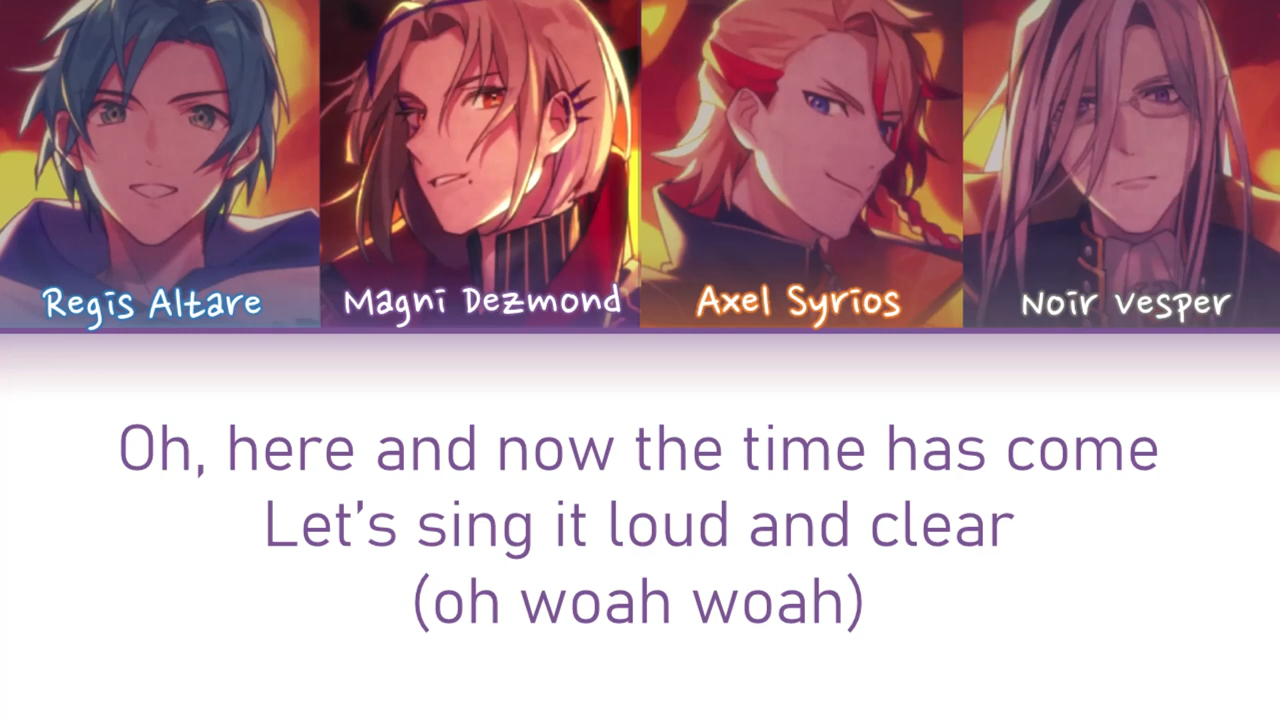 Regis Altare
Magni Dezmond
Axel Syrios
Noir Vesper
Oh, here and now the time has come
Let's sing it loud and clear
(oh woah woah)